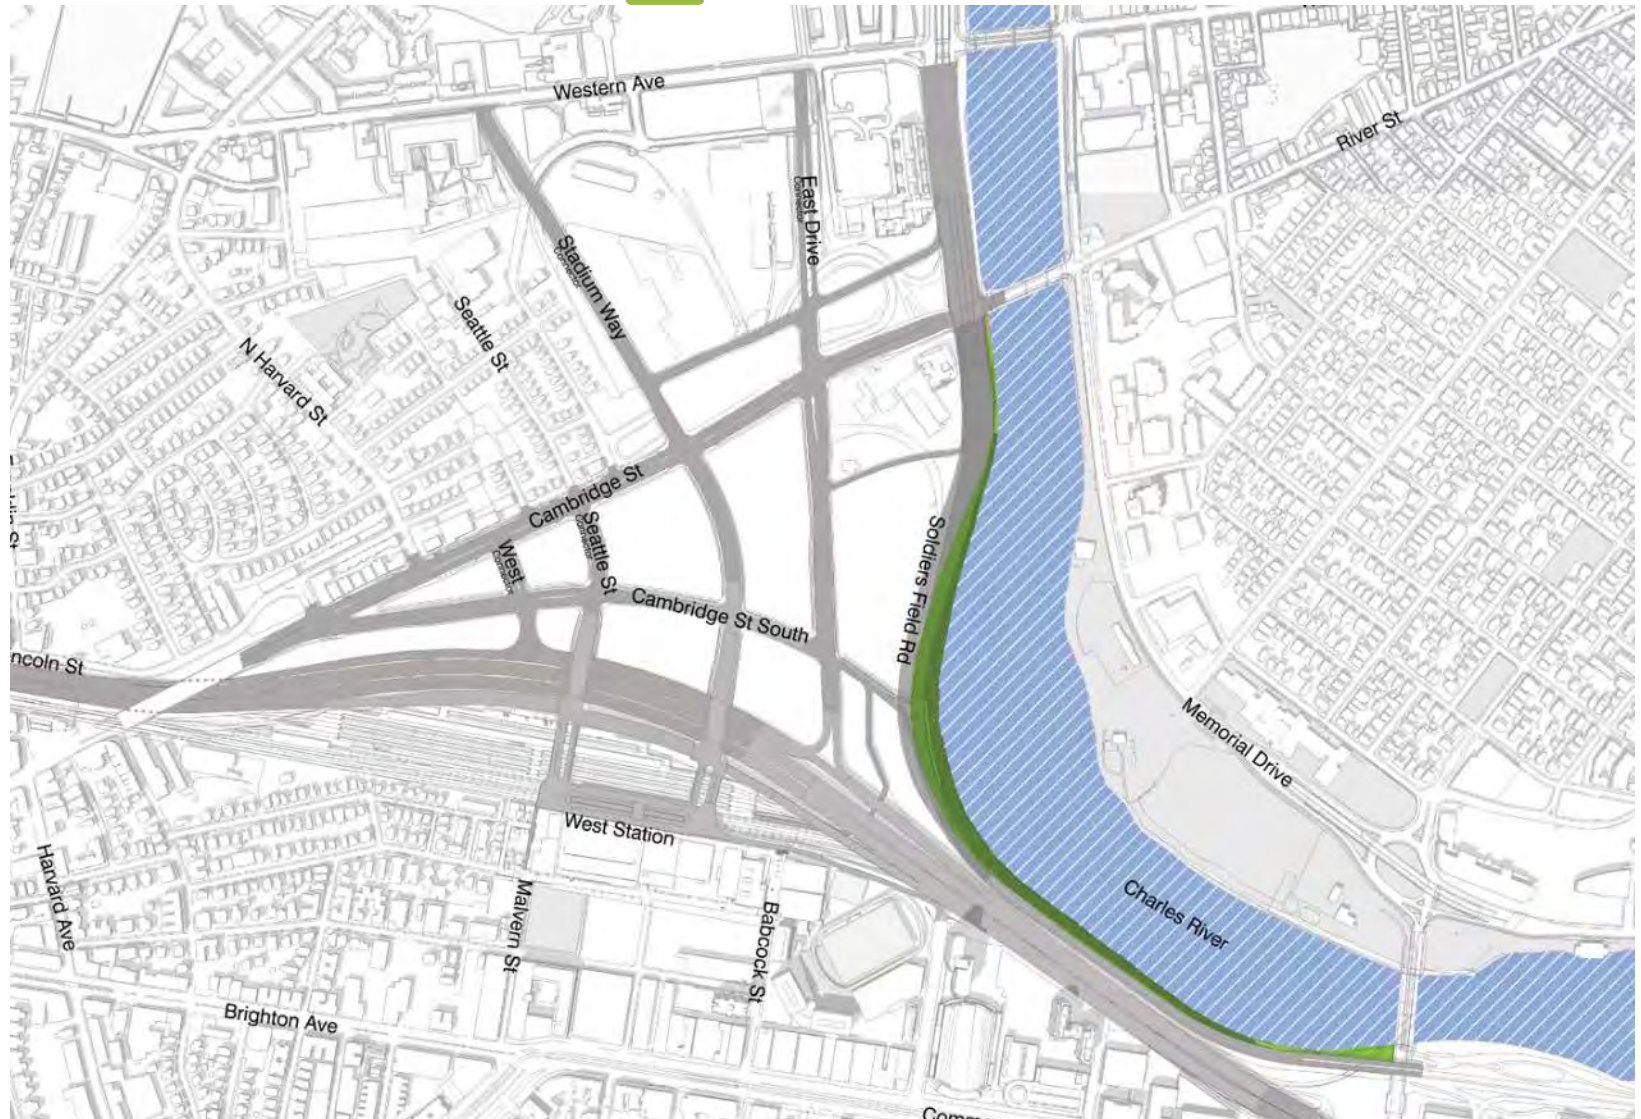 Western Ave
River St
East Drive
Connector
Stadium Way
Connector
Seattle St
N Harvard St
Cambridge St
Seattle St
Connector
West
Connector
Soldiers Field Rd
Cambridge St South
ncoln St
Memorial Drive
West Station
Charles River
Harvard Ave
Malvern St
Babcock St
Brighton Ave
Comm